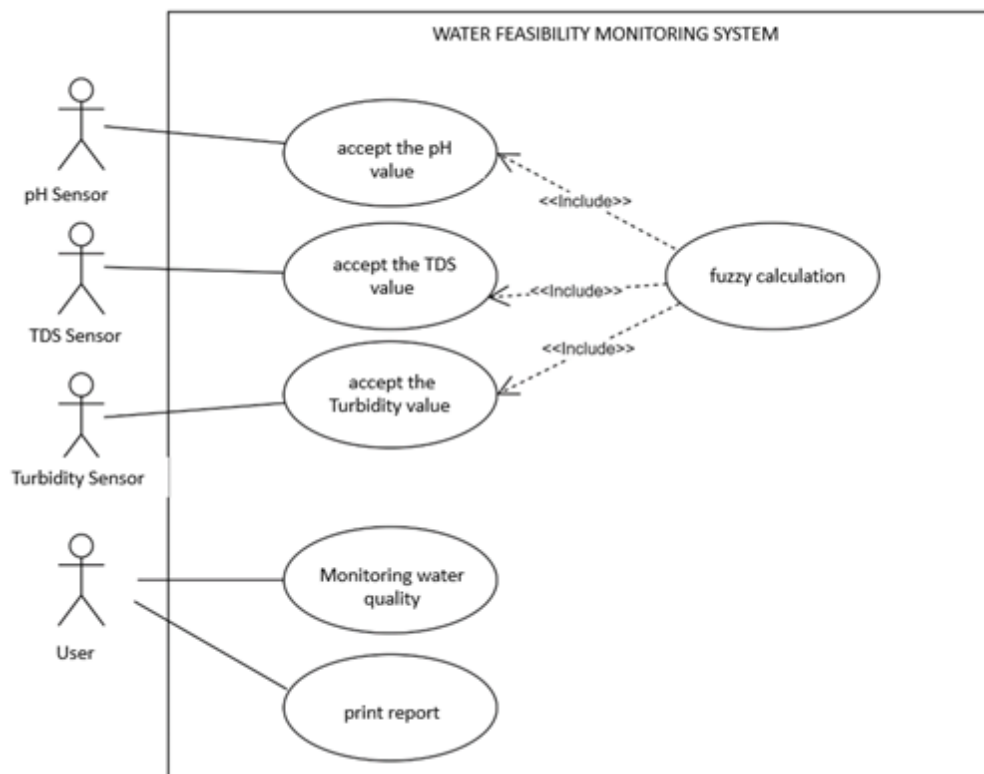 WATER FEASIBILITY MONITORING SYSTEM
pH Sensor
accept the pH
value
<<Include>>
TDS Sensor
accept the TDS
value
<<Include>>
fuzzy calculation
<<Include>>
Turbidity Sensor
accept the
Turbidity value
User
Monitoring water
quality
print report